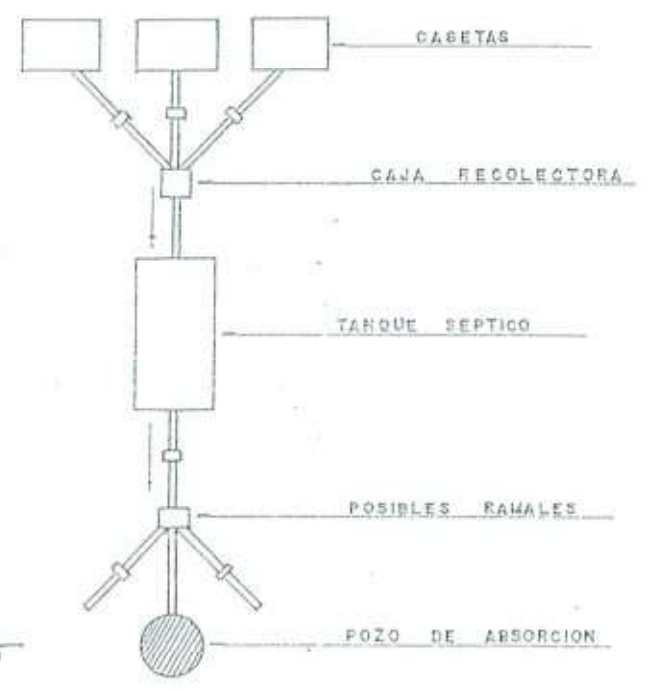 CASETAS
CAJA RECOLECTORA
TANQUE SEPTICO
POSIBLES RAMALES
POZO DE ABSORCION